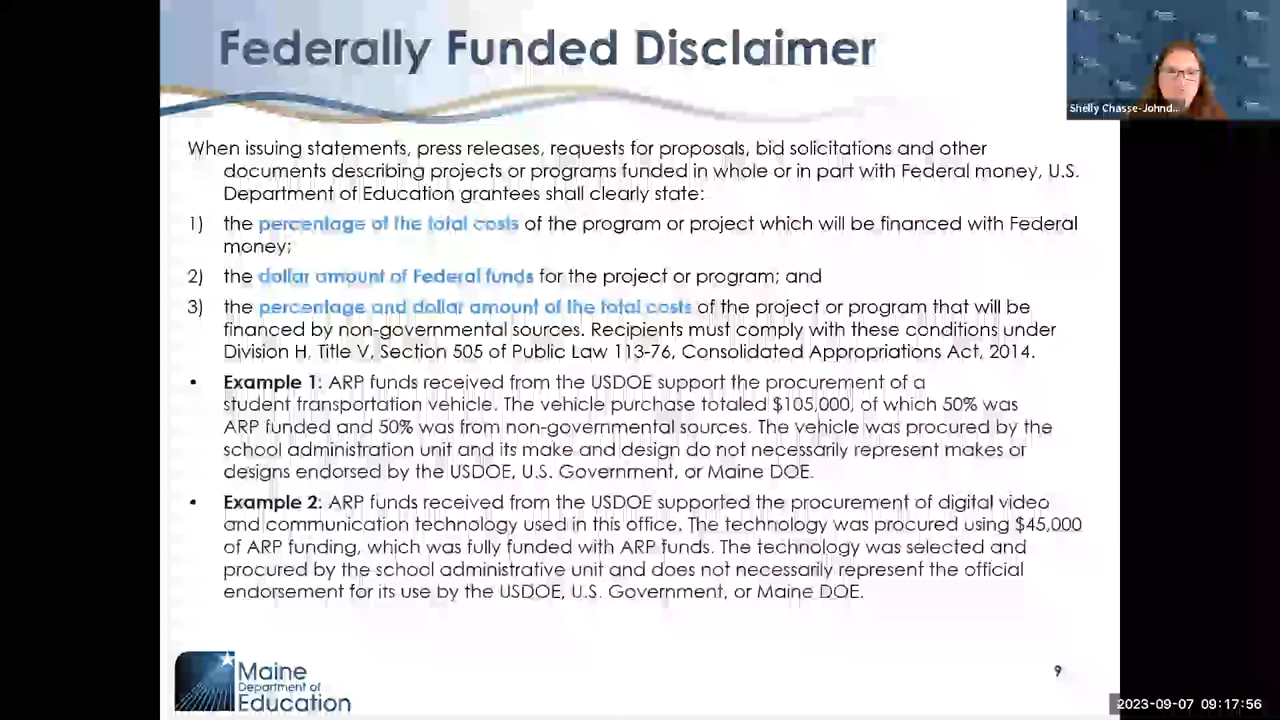 Federally Funded Disclaimer
Shelly Chasse-Johnd...
When issuing statements, press releases, requests for proposals, bid solicitations and other
documents describing projects or programs funded in whole or in part with Federal money, U.S.
Department of Education grantees shall clearly state:
1) the percentage of the total costs of the program or project which will be financed with Federal
money;
2) the dollar amount of Federal funds for the project or program; and
3) the percentage and dollar amount of the total costs of the project or program that will be
financed by non-governmental sources. Recipients must comply with these conditions under
Division H, Title V, Section 505 of Public Law 113-76, Consolidated Appropriations Act, 2014.
• Example 1: ARP funds received from the USDOE support the procurement of a
student transportation vehicle. The vehicle purchase totaled $105,000, of which 50% was
ARP funded and 50% was from non-governmental sources. The vehicle was procured by the
school administration unit and its make and design do not necessarily represent makes or
designs endorsed by the USDOE, U.S. Government, or Maine DOE.
• Example 2: ARP funds received from the USDOE supported the procurement of digital video
and communication technology used in this office. The technology was procured using $45,000
of ARP funding, which was fully funded with ARP funds. The technology was selected and
procured by the school administrative unit and does not necessarily represent the official
endorsement for its use by the USDOE, U.S. Government, or Maine DOE.
Maine
Department of
Education
9
2023-09-07 09:17:56